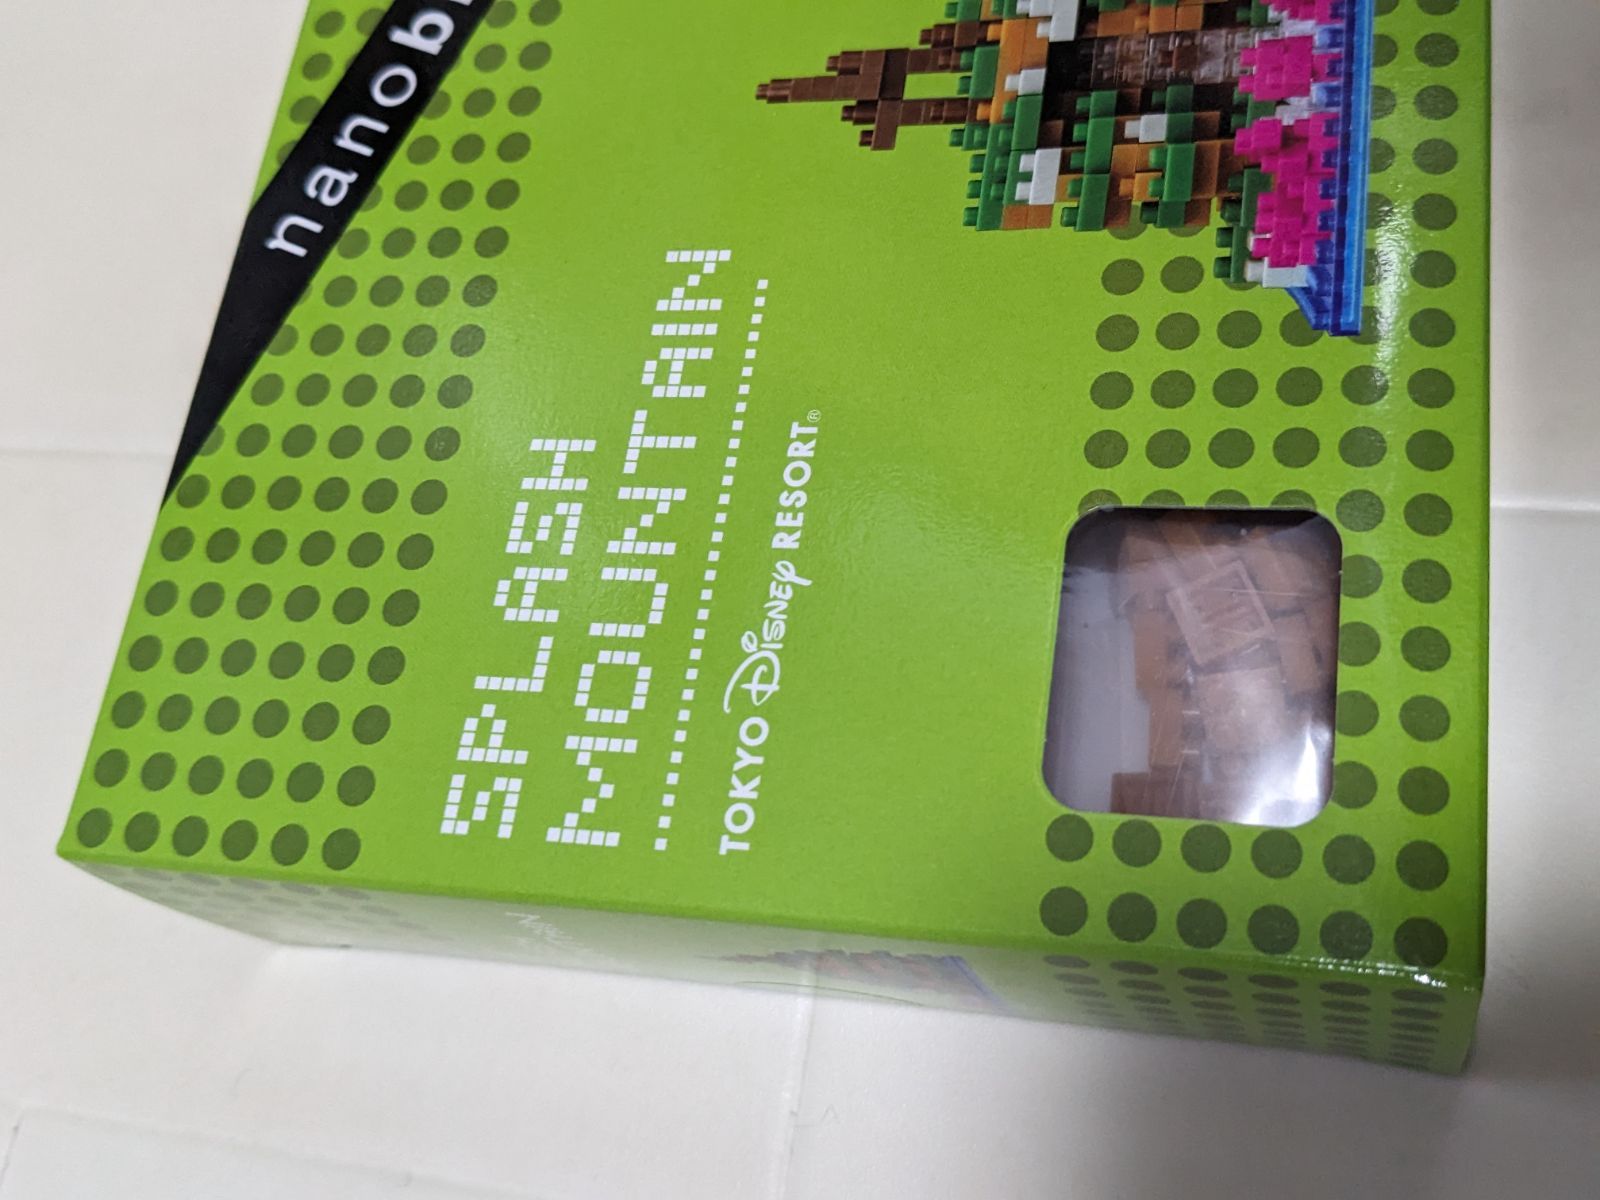 nanob
SPLASH
MOUNTAIN
TOKYO Disney RESORT®